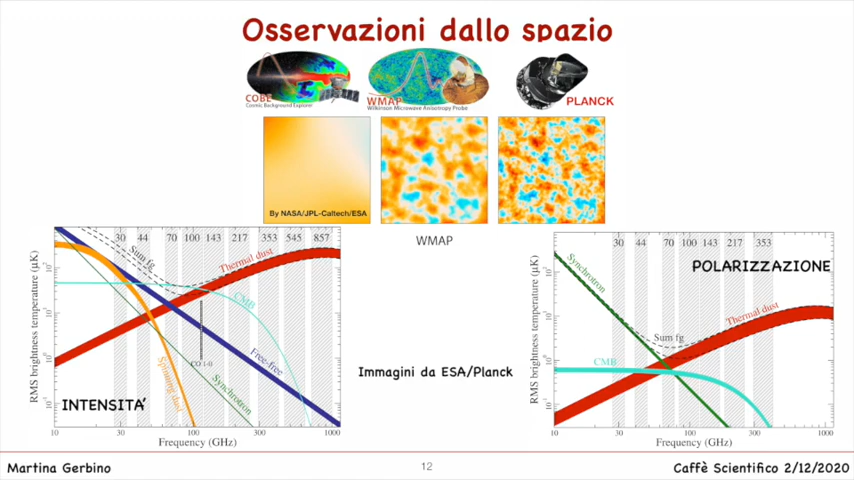 Osservazioni dallo spazio
COBE
Cosmic Background Explorer
WMAP
Wilkinson Microwave Anisotropy Probe
PLANCK
By NASA/JPL-Caltech/ESA
WMAP
30 44 70 100 143 217 353 545 857
Sum fg
Thermal dust
CMB
CO 1-0
Free-free
Spinning dust
Synchrotron
INTENSITA'
RMS brightness temperature (μK)
10 30 100 300 1000
Frequency (GHz)
Immagini da ESA/Planck
30 44 70 100 143 217 353
POLARIZZAZIONE
Synchrotron
Sum fg
Thermal dust
CMB
RMS brightness temperature (μK)
10 30 100 300 1000
Frequency (GHz)
Martina Gerbino
12
Caffè Scientifico 2/12/2020